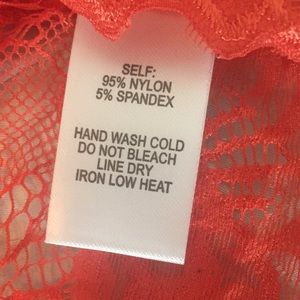 SELF:
95% NYLON
5% SPANDEX
HAND WASH COLD
DO NOT BLEACH
LINE DRY
IRON LOW HEAT